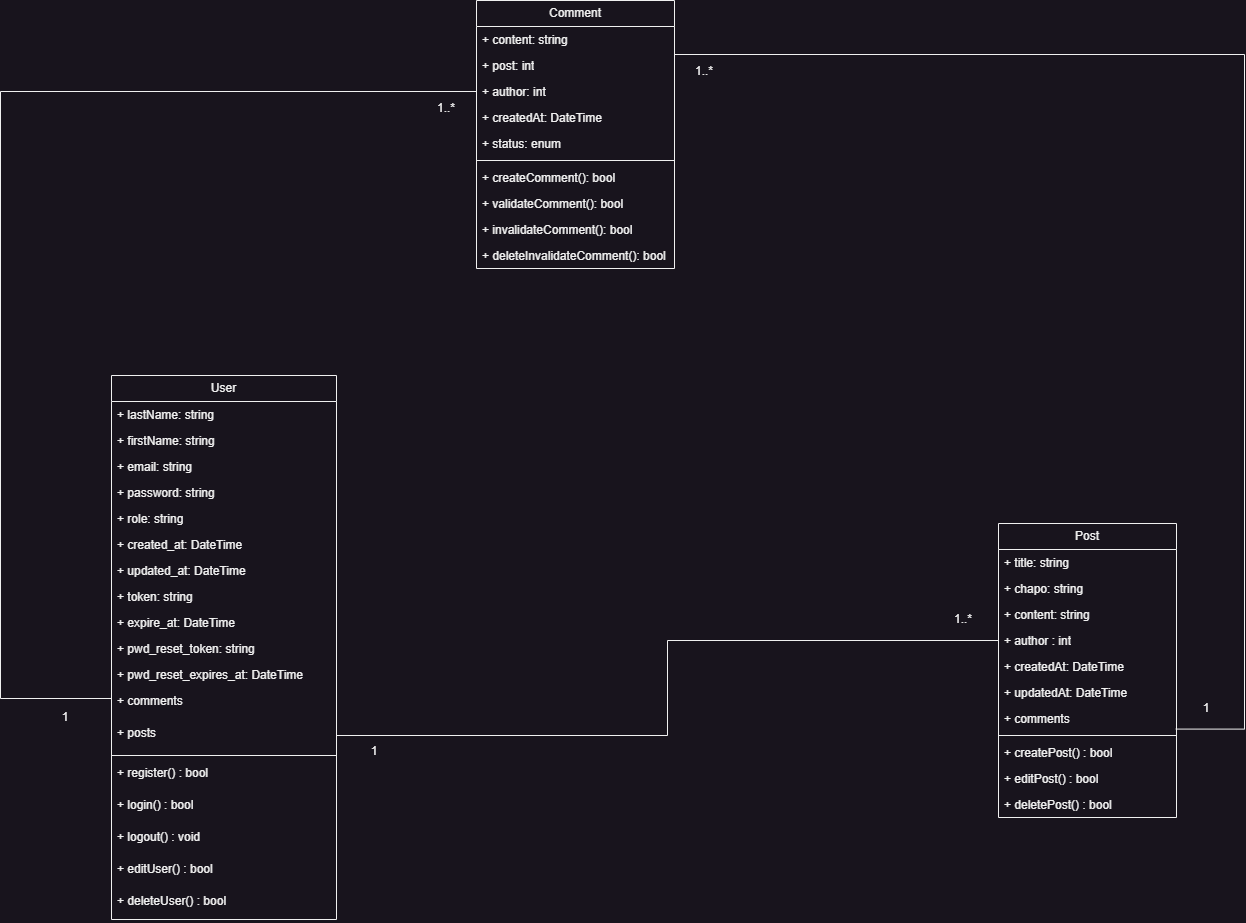 Comment
+ content: string
+ post: int
+ author: int
+ createdAt: DateTime
+ status: enum
+ createComment(): bool
+ validateComment(): bool
+ invalidateComment(): bool
+ deleteInvalidateComment(): bool
1..*
1..*
User
+ lastName: string
+ firstName: string
+ email: string
+ password: string
+ role: string
+ created_at: DateTime
+ updated_at: DateTime
+ token: string
+ expire_at: DateTime
+ pwd_reset_token: string
+ pwd_reset_expires_at: DateTime
+ comments
+ posts
+ register() : bool
+ login() : bool
+ logout() : void
+ editUser() : bool
+ deleteUser() : bool
1
1
1..*
Post
+ title: string
+ chapo: string
+ content: string
+ author : int
+ createdAt: DateTime
+ updatedAt: DateTime
+ comments
+ createPost() : bool
+ editPost() : bool
+ deletePost() : bool
1